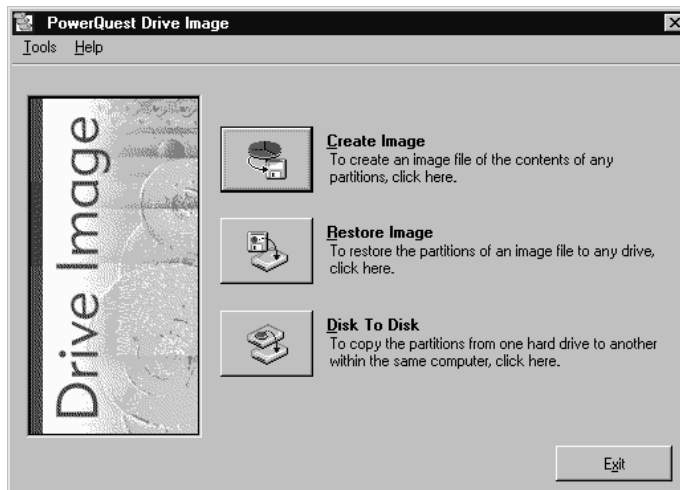 PowerQuest Drive Image
Tools Help
Drive Image
Create Image
To create an image file of the contents of any
partitions, click here.
Restore Image
To restore the partitions of an image file to any drive,
click here.
Disk To Disk
To copy the partitions from one hard drive to another
within the same computer, click here.
Exit